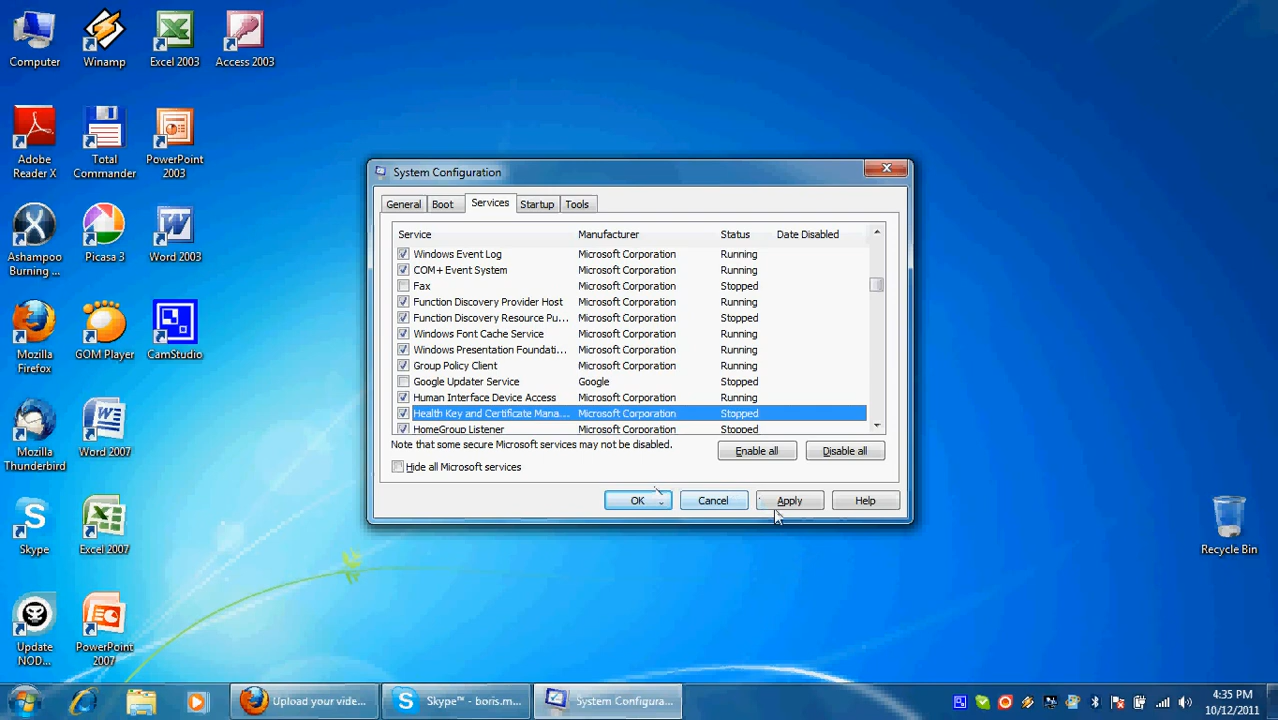 Computer
Winamp
Excel 2003
Access 2003
Adobe
Reader X
Total
Commander
PowerPoint
2003
Ashampoo
Burning ...
Picasa 3
Word 2003
Mozilla
Firefox
GOM Player
CamStudio
Mozilla
Thunderbird
Word 2007
Skype
Excel 2007
Update
NOD...
PowerPoint
2007
Recycle Bin
System Configuration
General Boot Services Startup Tools
Service Manufacturer Status Date Disabled
Windows Event Log Microsoft Corporation Running
COM+ Event System Microsoft Corporation Running
Fax Microsoft Corporation Stopped
Function Discovery Provider Host Microsoft Corporation Running
Function Discovery Resource Pu... Microsoft Corporation Stopped
Windows Font Cache Service Microsoft Corporation Running
Windows Presentation Foundati... Microsoft Corporation Running
Group Policy Client Microsoft Corporation Running
Google Updater Service Google Stopped
Human Interface Device Access Microsoft Corporation Running
Health Key and Certificate Mana... Microsoft Corporation Stopped
HomeGroup Listener Microsoft Corporation Stopped
Note that some secure Microsoft services may not be disabled.
Enable all Disable all
Hide all Microsoft services
OK Cancel Apply Help
Upload your vide...
Skype™ - boris.m...
System Configura...
4:35 PM
10/12/2011